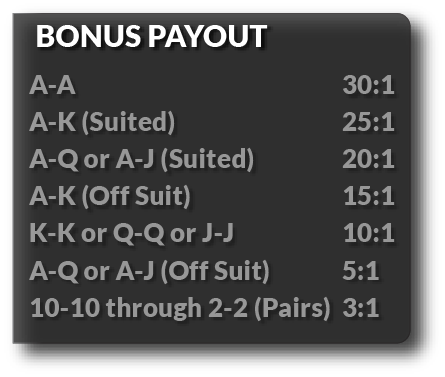 BONUS PAYOUT
A-A 30:1
A-K (Suited) 25:1
A-Q or A-J (Suited) 20:1
A-K (Off Suit) 15:1
K-K or Q-Q or J-J 10:1
A-Q or A-J (Off Suit) 5:1
10-10 through 2-2 (Pairs) 3:1